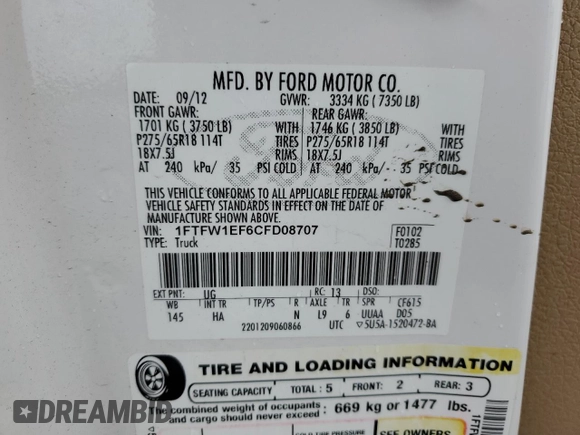 MFD. BY FORD MOTOR CO.
DATE: 09/12 GVWR: 3334 KG ( 7350 LB)
FRONT GAWR: REAR GAWR:
1701 KG ( 3750 LB) WITH 1746 KG ( 3850 LB) WITH
P275/65R18 114T TIRES P275/65R18 114T TIRES
18X7.5J RIMS 18X7.5J RIMS
AT 240 kPa/ 35 PSI COLD AT 240 kPa/ 35 PSI COLD
THIS VEHICLE CONFORMS TO ALL APPLICABLE FEDERAL MOTOR
VEHICLE SAFETY STANDARDS IN EFFECT ON THE DATE OF
MANUFACTURE SHOWN ABOVE.
VIN: 1FTFW1EF6CFD08707 F0102
TYPE: Truck T0285
EXT PNT: UG RC: 13 DSO:
WB INT TR TP/PS R AXLE TR SPR CF615
145 HA N L9 6 UUAA D05
2201209060866 UTC ▽5U5A-1520472-BA
TIRE AND LOADING INFORMATION
SEATING CAPACITY TOTAL : 5 FRONT: 2 REAR: 3
The combined weight of occupants and cargo should never exceed : 669 kg or 1477 lbs.
SEE OWNERS
DREAMBID